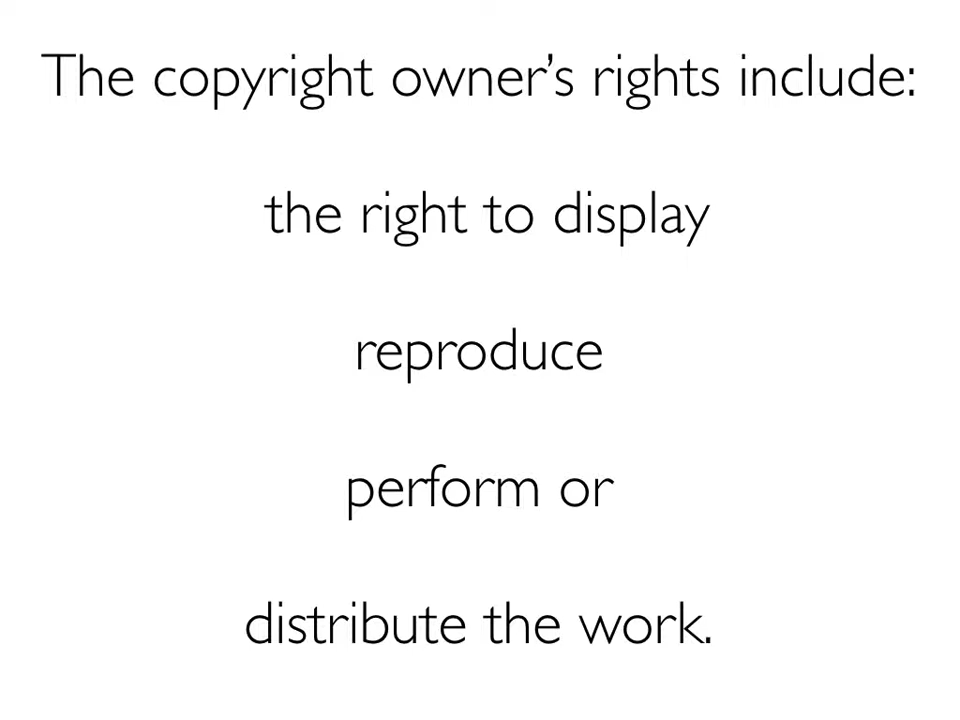 The copyright owner’s rights include:
the right to display
reproduce
perform or
distribute the work.